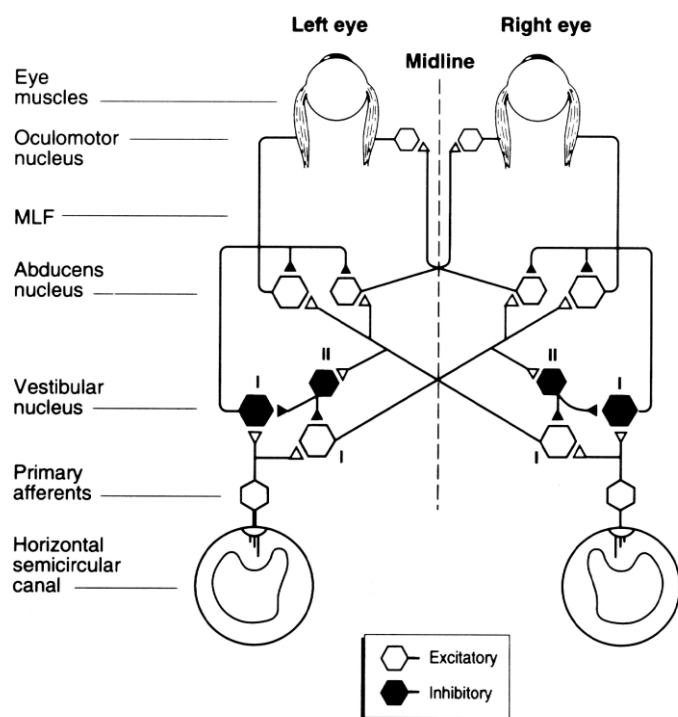 Left eye
Right eye
Midline
Eye
muscles
Oculomotor
nucleus
MLF
Abducens
nucleus
II
II
Vestibular
nucleus
I
I
I
I
Primary
afferents
Horizontal
semicircular
canal
Excitatory
Inhibitory